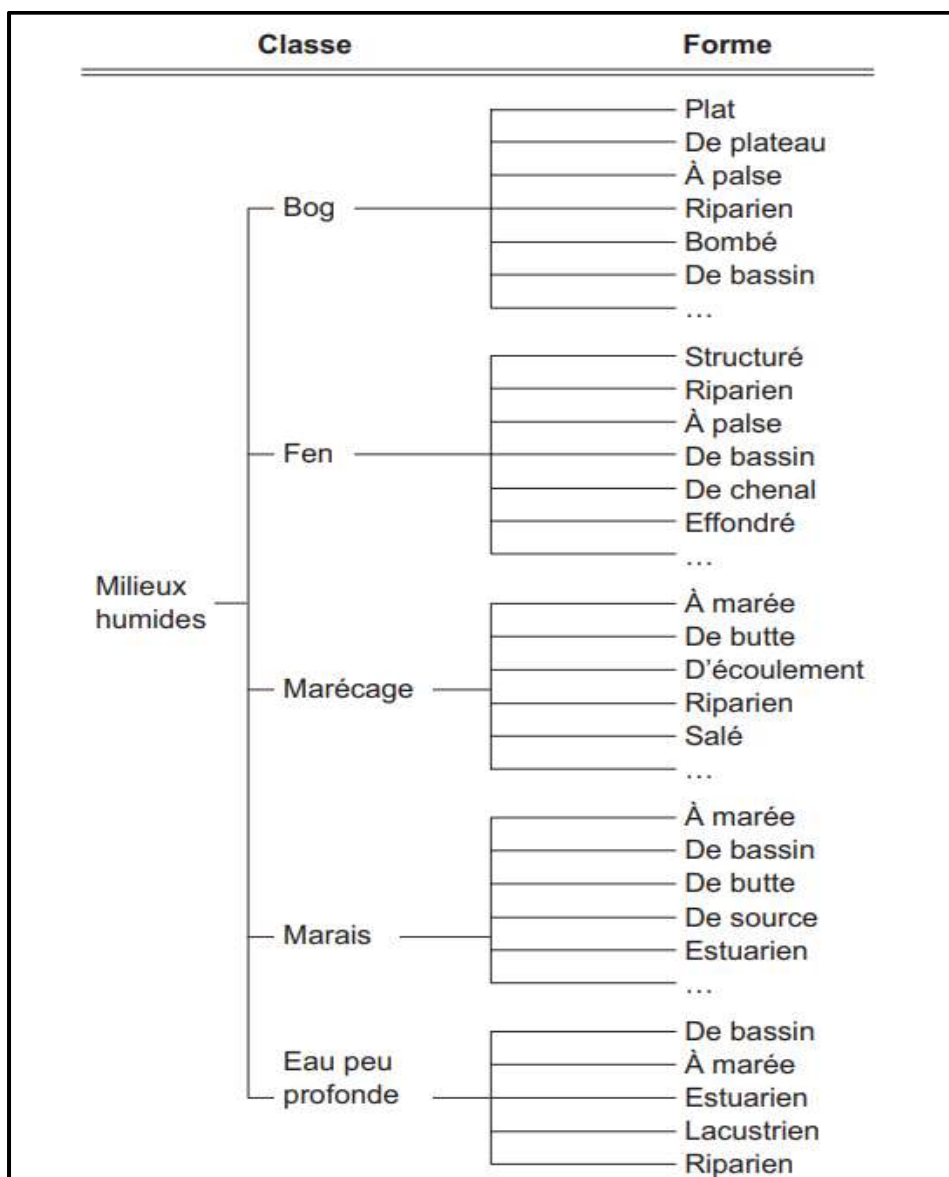 Classe Forme
Plat
De plateau
À palse
Bog Riparien
Bombé
De bassin
…
Structuré
Riparien
À palse
Fen De bassin
De chenal
Effondré
…
Milieux
humides
À marée
De butte
D'écoulement
Marécage Riparien
Salé
…
À marée
De bassin
De butte
De source
Marais Estuarien
…
Eau peu
profonde
De bassin
À marée
Estuarien
Lacustrien
Riparien